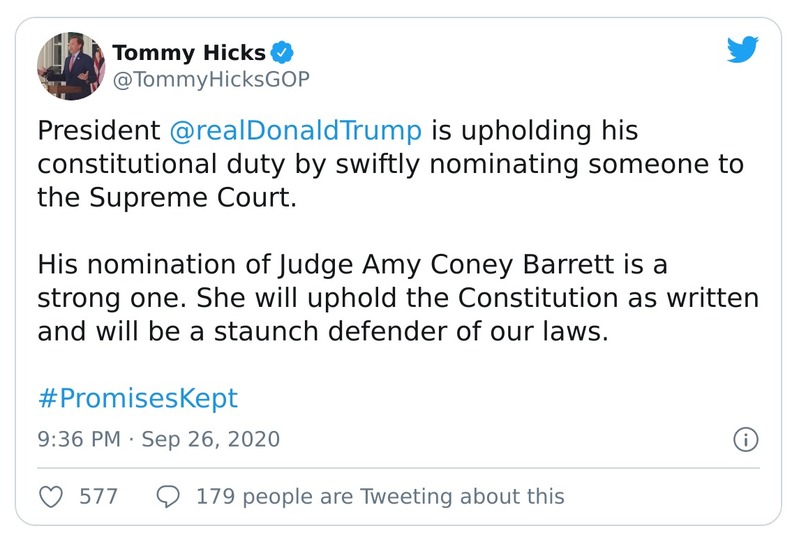 Tommy Hicks
@TommyHicksGOP
President @realDonaldTrump is upholding his
constitutional duty by swiftly nominating someone to
the Supreme Court.
His nomination of Judge Amy Coney Barrett is a
strong one. She will uphold the Constitution as written
and will be a staunch defender of our laws.
#PromisesKept
9:36 PM · Sep 26, 2020
577 179 people are Tweeting about this